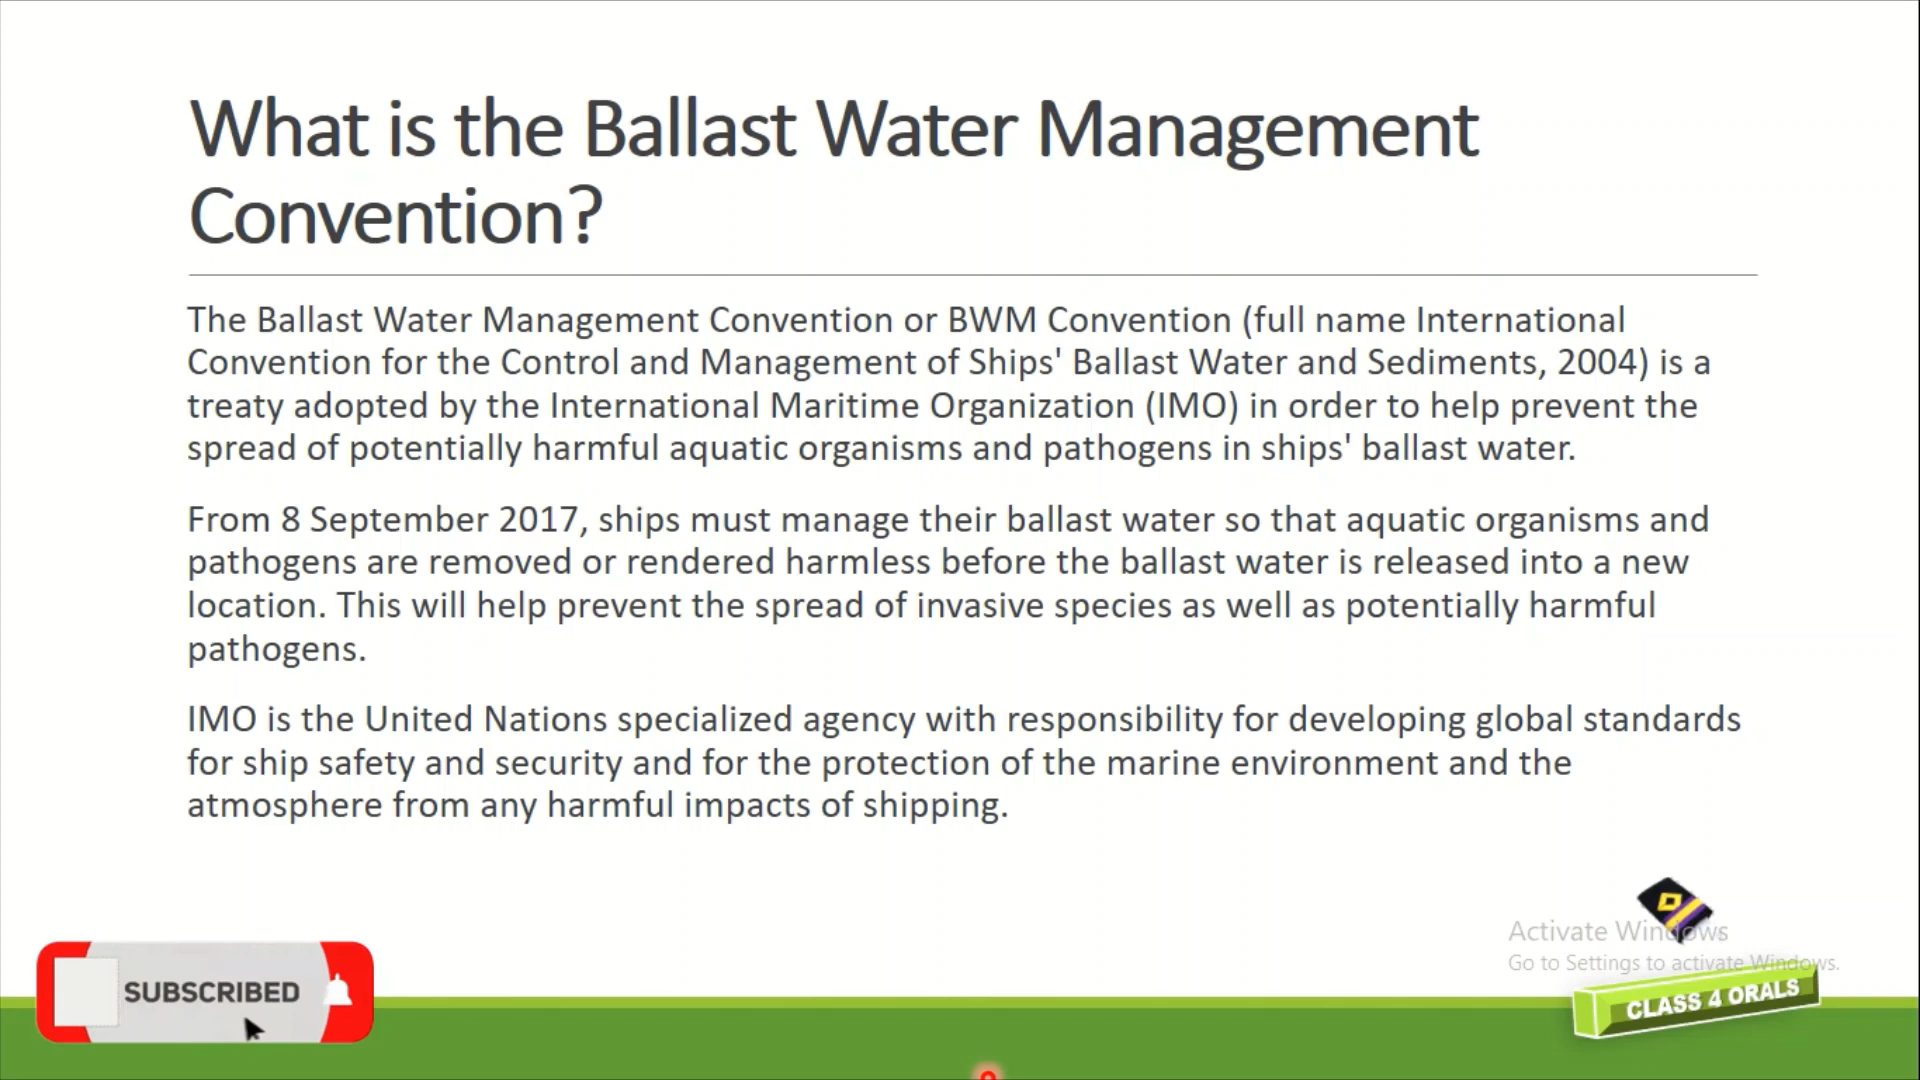 What is the Ballast Water Management
Convention?
The Ballast Water Management Convention or BWM Convention (full name International
Convention for the Control and Management of Ships' Ballast Water and Sediments, 2004) is a
treaty adopted by the International Maritime Organization (IMO) in order to help prevent the
spread of potentially harmful aquatic organisms and pathogens in ships' ballast water.
From 8 September 2017, ships must manage their ballast water so that aquatic organisms and
pathogens are removed or rendered harmless before the ballast water is released into a new
location. This will help prevent the spread of invasive species as well as potentially harmful
pathogens.
IMO is the United Nations specialized agency with responsibility for developing global standards
for ship safety and security and for the protection of the marine environment and the
atmosphere from any harmful impacts of shipping.
Activate Windows
Go to Settings to activate Windows.
SUBSCRIBED
CLASS 4 ORALS